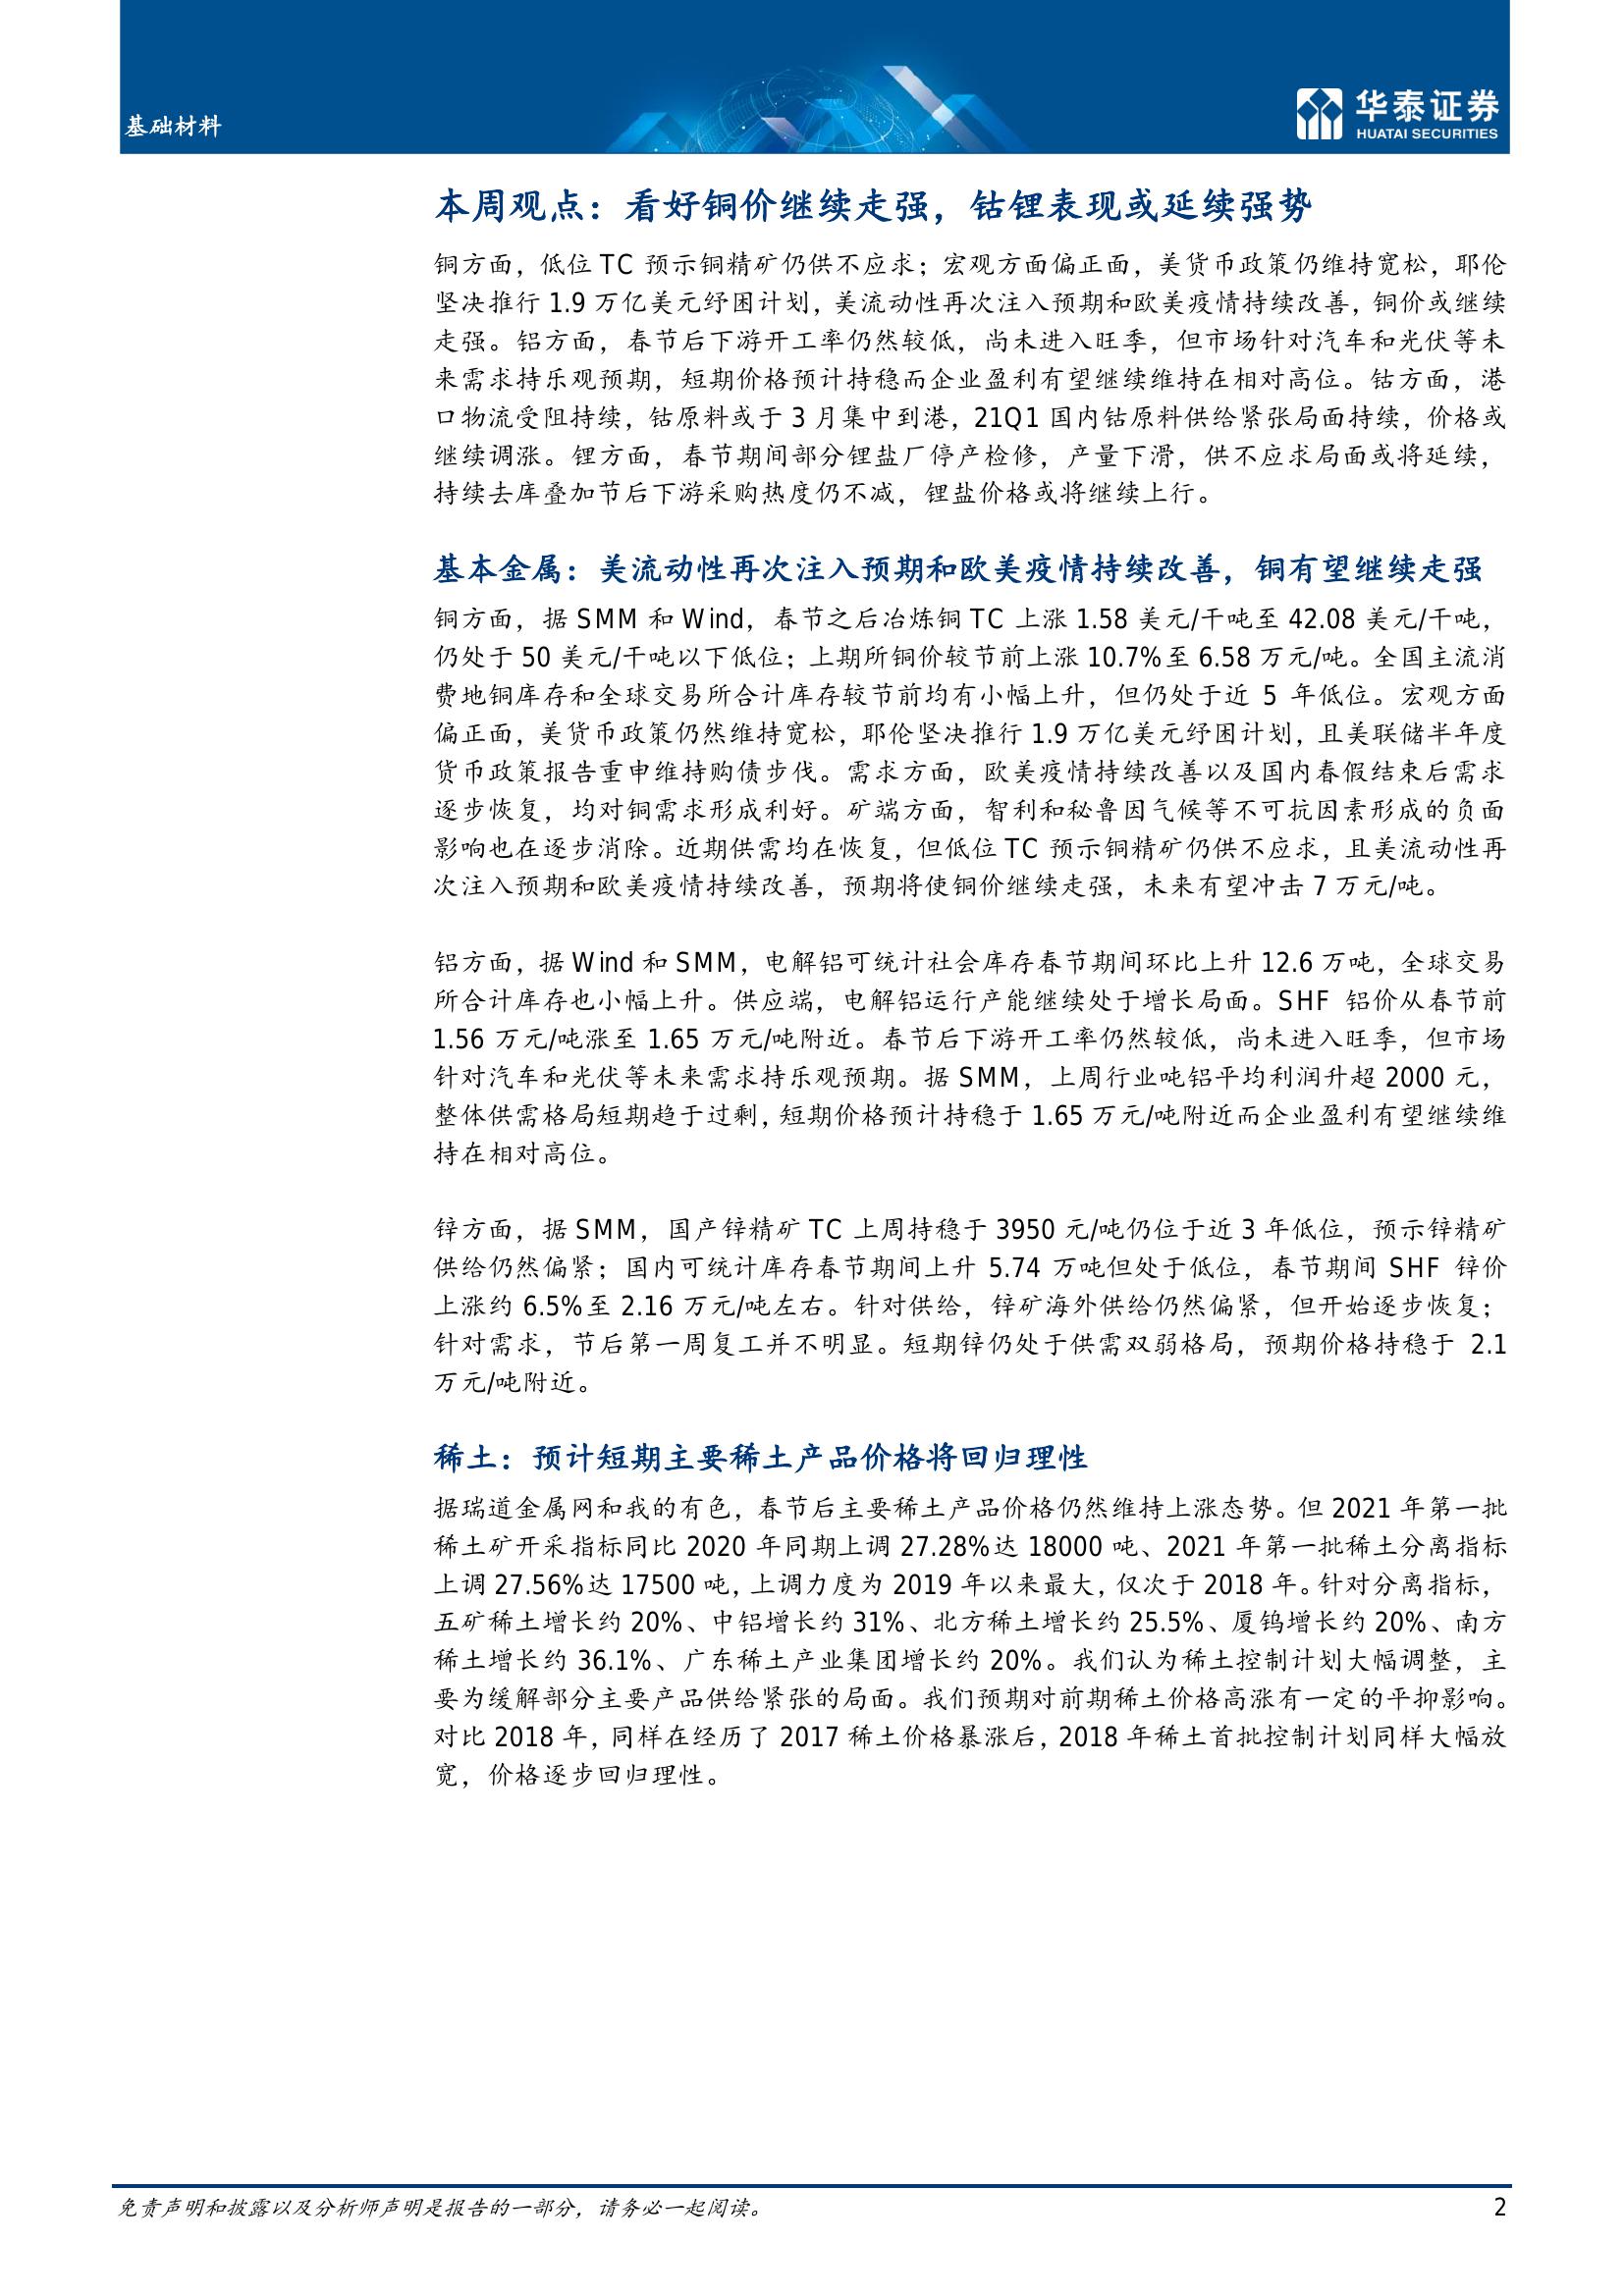 基础材料
华泰证券
HUATAI SECURITIES
本周观点：看好铜价继续走强，钴锂表现或延续强势
铜方面，低位 TC 预示铜精矿仍供不应求；宏观方面偏正面，美货币政策仍维持宽松，耶伦
坚决推行 1.9 万亿美元纾困计划，美流动性再次注入预期和欧美疫情持续改善，铜价或继续
走强。铝方面，春节后下游开工率仍然较低，尚未进入旺季，但市场针对汽车和光伏等未
来需求持乐观预期，短期价格预计持稳而企业盈利有望继续维持在相对高位。钴方面，港
口物流受阻持续，钴原料或于 3 月集中到港，21Q1 国内钴原料供给紧张局面持续，价格或
继续调涨。锂方面，春节期间部分锂盐厂停产检修，产量下滑，供不应求局面或将延续，
持续去库叠加节后下游采购热度仍不减，锂盐价格或将继续上行。
基本金属：美流动性再次注入预期和欧美疫情持续改善，铜有望继续走强
铜方面，据 SMM 和 Wind，春节之后冶炼铜 TC 上涨 1.58 美元/干吨至 42.08 美元/干吨，
仍处于 50 美元/干吨以下低位；上期所铜价较节前上涨 10.7%至 6.58 万元/吨。全国主流消
费地铜库存和全球交易所合计库存较节前均有小幅上升，但仍处于近 5 年低位。宏观方面
偏正面，美货币政策仍然维持宽松，耶伦坚决推行 1.9 万亿美元纾困计划，且美联储半年度
货币政策报告重申维持购债步伐。需求方面，欧美疫情持续改善以及国内春假结束后需求
逐步恢复，均对铜需求形成利好。矿端方面，智利和秘鲁因气候等不可抗因素形成的负面
影响也在逐步消除。近期供需均在恢复，但低位 TC 预示铜精矿仍供不应求，且美流动性再
次注入预期和欧美疫情持续改善，预期将使铜价继续走强，未来有望冲击 7 万元/吨。
铝方面，据 Wind 和 SMM，电解铝可统计社会库存春节期间环比上升 12.6 万吨，全球交易
所合计库存也小幅上升。供应端，电解铝运行产能继续处于增长局面。SHF 铝价从春节前
1.56 万元/吨涨至 1.65 万元/吨附近。春节后下游开工率仍然较低，尚未进入旺季，但市场
针对汽车和光伏等未来需求持乐观预期。据 SMM，上周行业吨铝平均利润升超 2000 元，
整体供需格局短期趋于过剩，短期价格预计持稳于 1.65 万元/吨附近而企业盈利有望继续维
持在相对高位。
锌方面，据 SMM，国产锌精矿 TC 上周持稳于 3950 元/吨仍位于近 3 年低位，预示锌精矿
供给仍然偏紧；国内可统计库存春节期间上升 5.74 万吨但处于低位，春节期间 SHF 锌价
上涨约 6.5%至 2.16 万元/吨左右。针对供给，锌矿海外供给仍然偏紧，但开始逐步恢复；
针对需求，节后第一周复工并不明显。短期锌仍处于供需双弱格局，预期价格持稳于 2.1
万元/吨附近。
稀土：预计短期主要稀土产品价格将回归理性
据瑞道金属网和我的有色，春节后主要稀土产品价格仍然维持上涨态势。但 2021 年第一批
稀土矿开采指标同比 2020 年同期上调 27.28%达 18000 吨、2021 年第一批稀土分离指标
上调 27.56%达 17500 吨，上调力度为 2019 年以来最大，仅次于 2018 年。针对分离指标，
五矿稀土增长约 20%、中铝增长约 31%、北方稀土增长约 25.5%、厦钨增长约 20%、南方
稀土增长约 36.1%、广东稀土产业集团增长约 20%。我们认为稀土控制计划大幅调整，主
要为缓解部分主要产品供给紧张的局面。我们预期对前期稀土价格高涨有一定的平抑影响。
对比 2018 年，同样在经历了 2017 稀土价格暴涨后，2018 年稀土首批控制计划同样大幅放
宽，价格逐步回归理性。
免责声明和披露以及分析师声明是报告的一部分，请务必一起阅读。
2